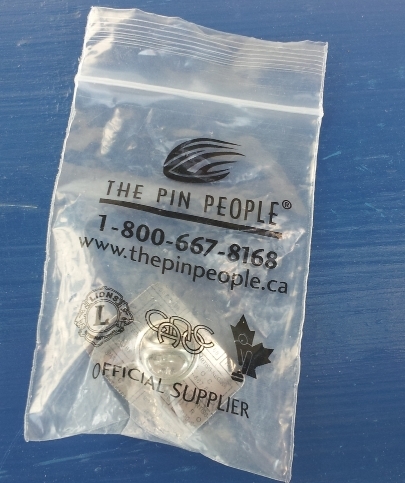 THE PIN PEOPLE®
1-800-667-8168
www.thepinpeople.ca
LIONS
L
OFFICIAL SUPPLIER